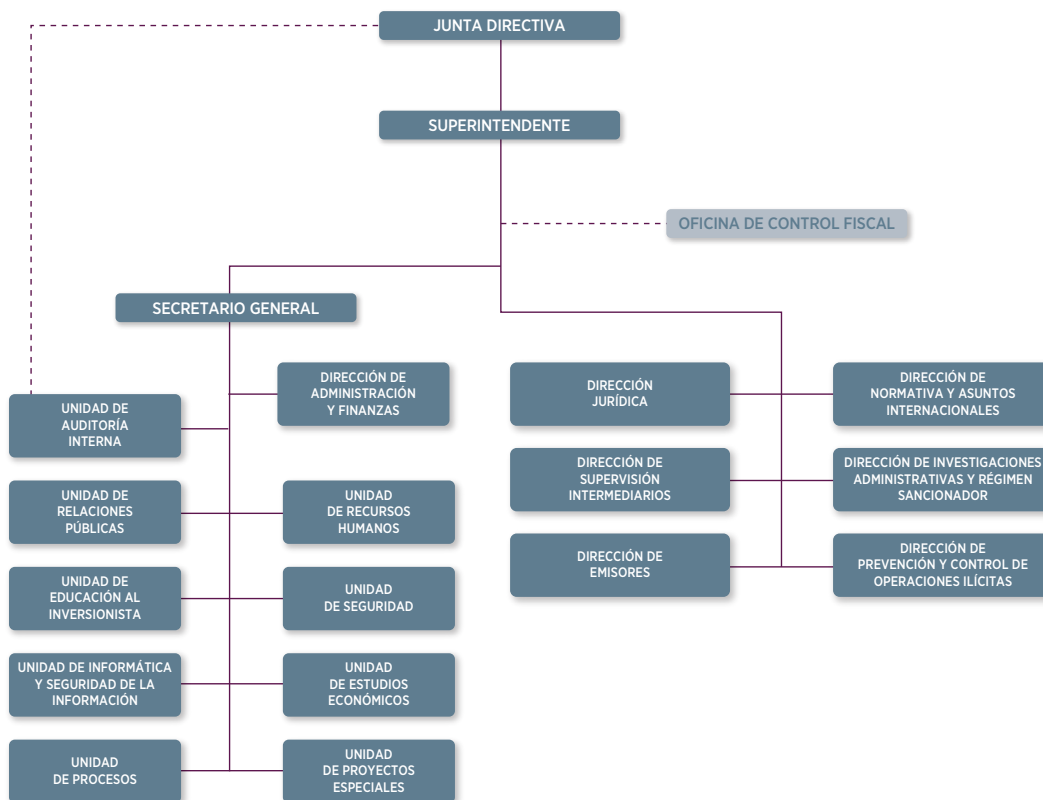 JUNTA DIRECTIVA
SUPERINTENDENTE
OFICINA DE CONTROL FISCAL
SECRETARIO GENERAL
DIRECCIÓN DE
ADMINISTRACIÓN
Y FINANZAS
UNIDAD DE
AUDITORÍA
INTERNA
UNIDAD DE
RELACIONES
PÚBLICAS
UNIDAD
DE RECURSOS
HUMANOS
UNIDAD DE
EDUCACIÓN AL
INVERSIONISTA
UNIDAD
DE SEGURIDAD
UNIDAD DE INFORMÁTICA
Y SEGURIDAD DE LA
INFORMACIÓN
UNIDAD
DE ESTUDIOS
ECONÓMICOS
UNIDAD
DE PROCESOS
UNIDAD
DE PROYECTOS
ESPECIALES
DIRECCIÓN
JURÍDICA
DIRECCIÓN DE
NORMATIVA Y ASUNTOS
INTERNACIONALES
DIRECCIÓN DE
SUPERVISIÓN
INTERMEDIARIOS
DIRECCIÓN DE INVESTIGACIONES
ADMINISTRATIVAS Y RÉGIMEN
SANCIONADOR
DIRECCIÓN DE
EMISORES
DIRECCIÓN DE
PREVENCIÓN Y CONTROL DE
OPERACIONES ILÍCITAS